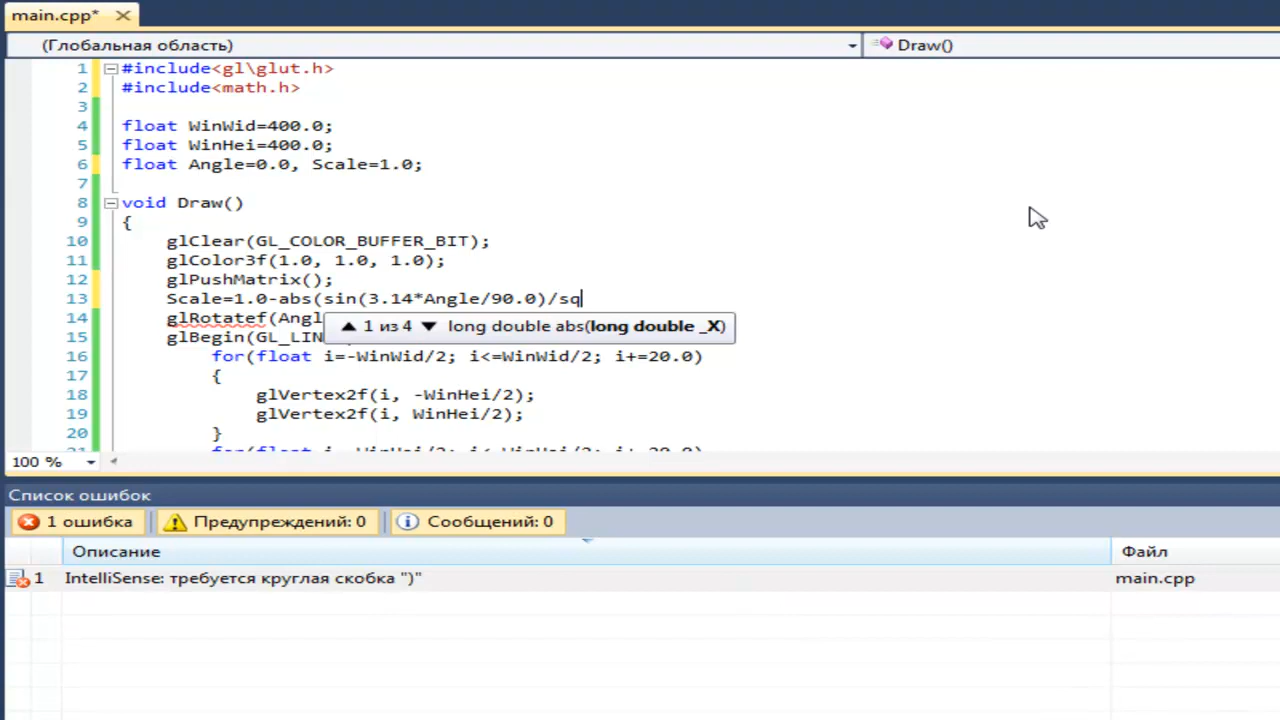 main.cpp*
(Глобальная область) Draw()
1 #include<gl\glut.h>
2 #include<math.h>
3
4 float WinWid=400.0;
5 float WinHei=400.0;
6 float Angle=0.0, Scale=1.0;
7
8 void Draw()
9 {
10 glClear(GL_COLOR_BUFFER_BIT);
11 glColor3f(1.0, 1.0, 1.0);
12 glPushMatrix();
13 Scale=1.0-abs(sin(3.14*Angle/90.0)/sq
14 glRotatef(Angl
1 из 4 long double abs(long double _X)
15 glBegin(GL_LIN
16 for(float i=-WinWid/2; i<=WinWid/2; i+=20.0)
17 {
18 glVertex2f(i, -WinHei/2);
19 glVertex2f(i, WinHei/2);
20 }
100 %
Список ошибок
1 ошибка Предупреждений: 0 Сообщений: 0
Описание Файл
1 IntelliSense: требуется круглая скобка ")" main.cpp